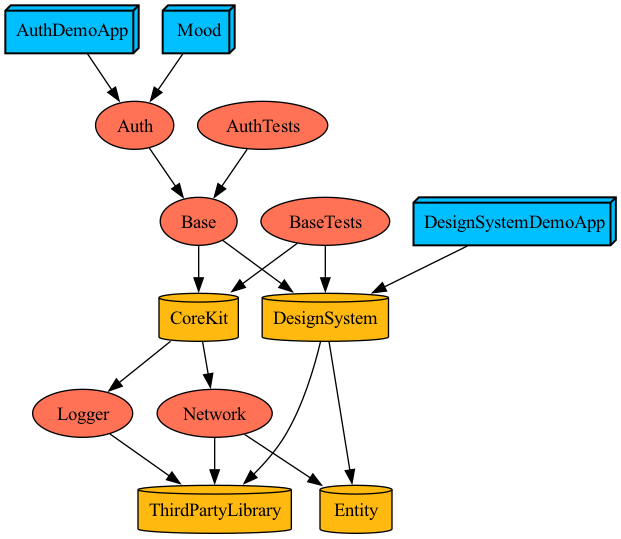 AuthDemoApp
Mood
Auth
AuthTests
Base
BaseTests
DesignSystemDemoApp
CoreKit
DesignSystem
Logger
Network
ThirdPartyLibrary
Entity